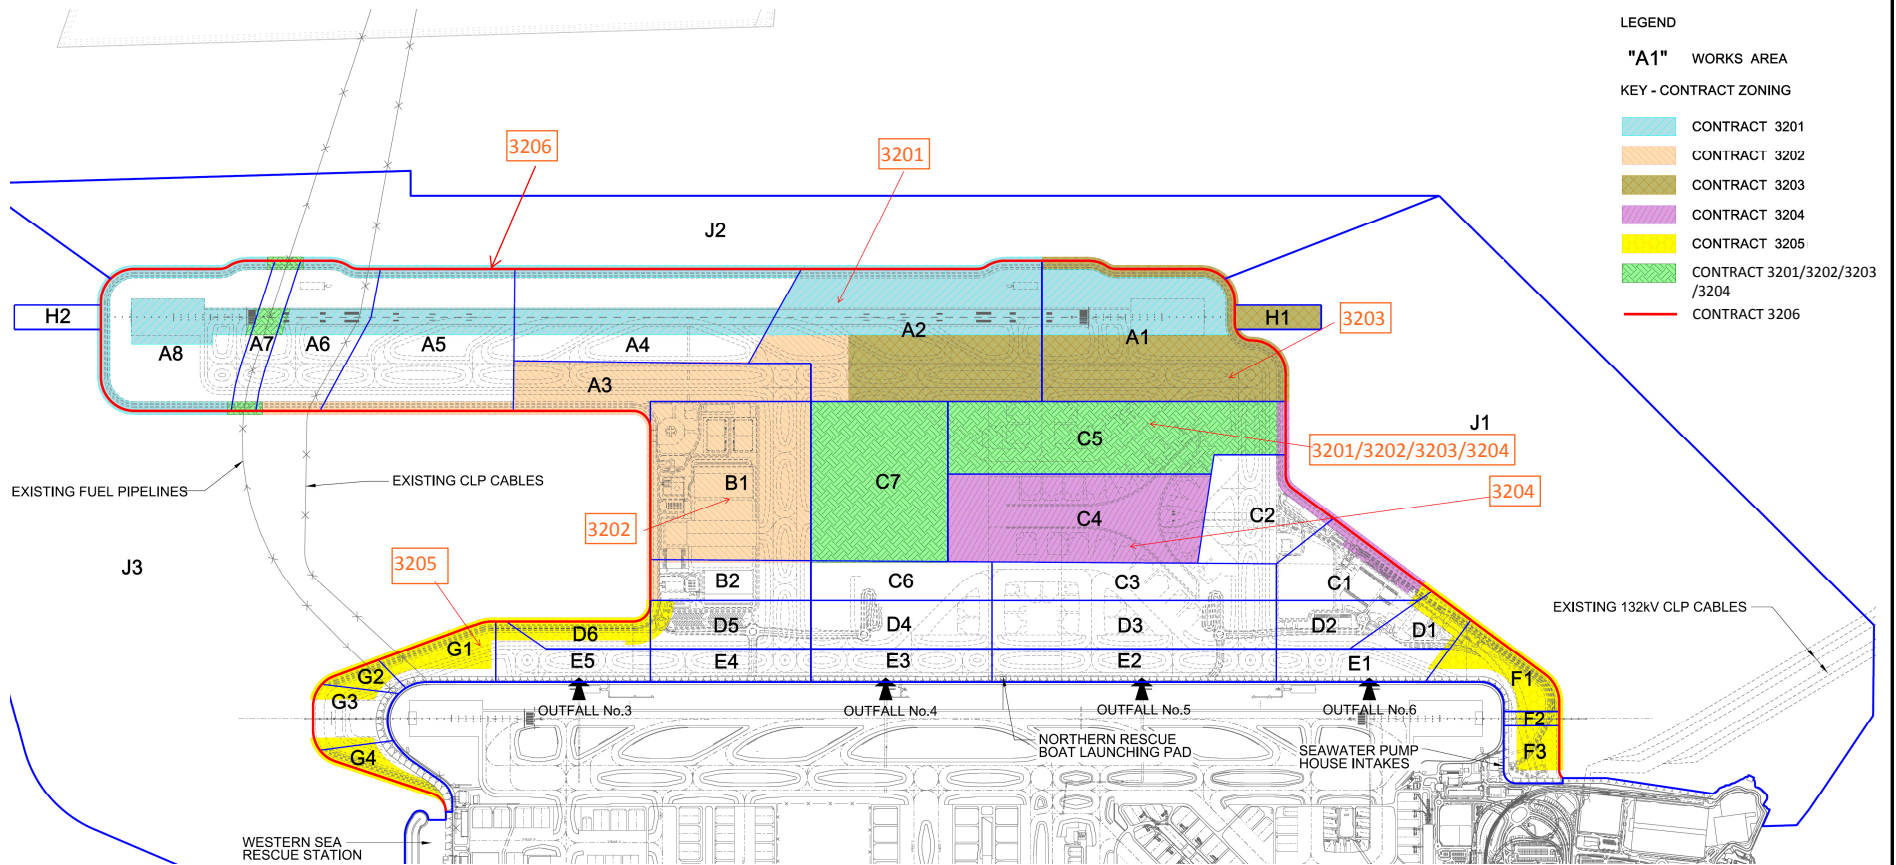 LEGEND
"A1" WORKS AREA
KEY - CONTRACT ZONING
CONTRACT 3201
CONTRACT 3202
CONTRACT 3203
CONTRACT 3204
CONTRACT 3205
CONTRACT 3201/3202/3203
/3204
CONTRACT 3206
3206
3201
J2
H2
H1
3203
A8
A7
A6
A5
A4
A2
A1
A3
J1
C5
3201/3202/3203/3204
EXISTING FUEL PIPELINES
EXISTING CLP CABLES
B1
C7
C4
C2
3204
3202
J3
3205
B2
C6
C3
C1
EXISTING 132kV CLP CABLES
D6
D5
D4
D3
D2
D1
G1
G2
G3
G4
E5
E4
E3
E2
E1
F1
F2
F3
OUTFALL No.3
OUTFALL No.4
OUTFALL No.5
OUTFALL No.6
NORTHERN RESCUE
BOAT LAUNCHING PAD
SEAWATER PUMP
HOUSE INTAKES
WESTERN SEA
RESCUE STATION